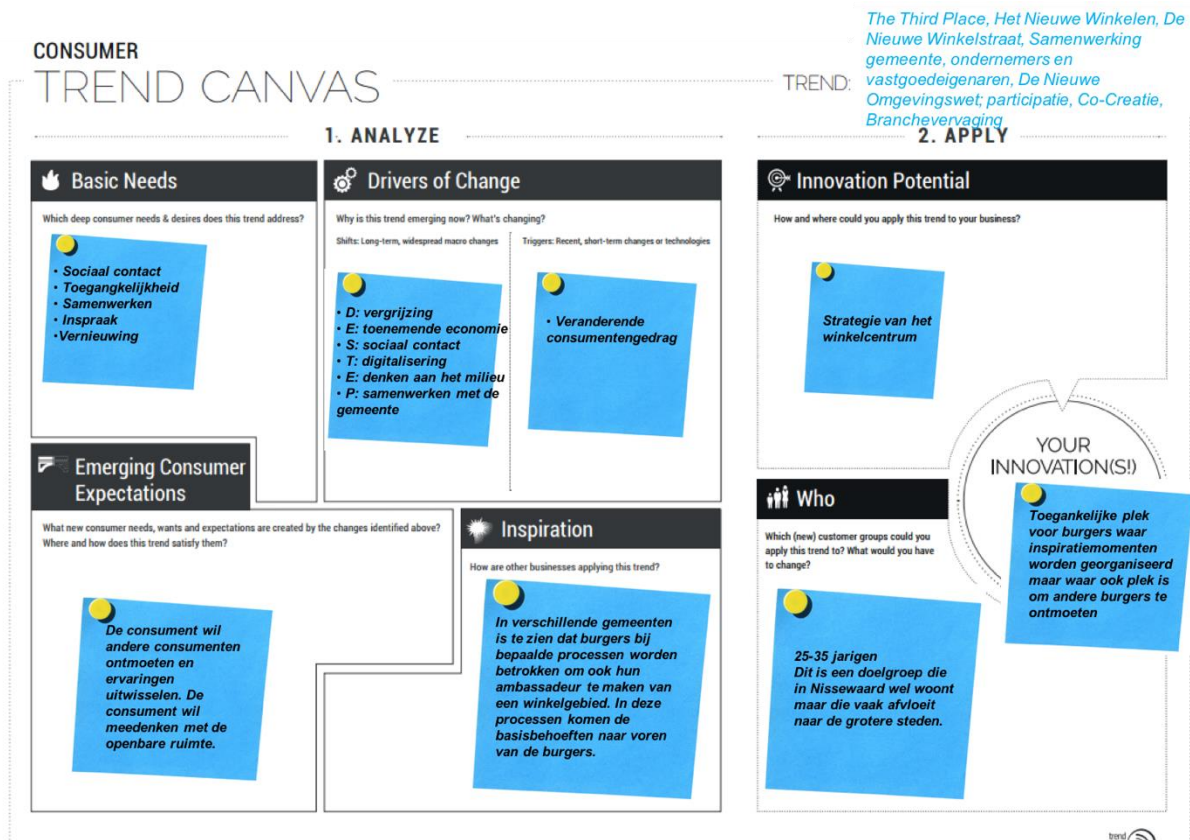 CONSUMER
TREND CANVAS
TREND:
The Third Place, Het Nieuwe Winkelen, De
Nieuwe Winkelstraat, Samenwerking
gemeente, ondernemers en
vastgoedeigenaren, De Nieuwe
Omgevingswet; participatie, Co-Creatie,
Branchevervaging
1. ANALYZE
Basic Needs
Which deep consumer needs & desires does this trend address?
• Sociaal contact
• Toegangkelijkheid
• Samenwerken
• Inspraak
•Vernieuwing
Drivers of Change
Why is this trend emerging now? What's changing?
Shifts: Long-term, widespread macro changes
• D: vergrijzing
• E: toenemende economie
• S: sociaal contact
• T: digitalisering
• E: denken aan het milieu
• P: samenwerken met de
gemeente
Triggers: Recent, short-term changes or technologies
• Veranderende
consumentengedrag
Emerging Consumer
Expectations
What new consumer needs, wants and expectations are created by the changes identified above?
Where and how does this trend satisfy them?
De consument wil
andere consumenten
ontmoeten en
ervaringen
uitwisselen. De
consument wil
meedenken met de
openbare ruimte.
Inspiration
How are other businesses applying this trend?
In verschillende gemeenten
is te zien dat burgers bij
bepaalde processen worden
betrokken om ook hun
ambassadeur te maken van
een winkelgebied. In deze
processen komen de
basisbehoeften naar voren
van de burgers.
2. APPLY
Innovation Potential
How and where could you apply this trend to your business?
Strategie van het
winkelcentrum
Who
Which (new) customer groups could you
apply this trend to? What would you have
to change?
25-35 jarigen
Dit is een doelgroep die
in Nissewaard wel woont
maar die vaak afvloeit
naar de grotere steden.
YOUR
INNOVATION(S!)
Toegankelijke plek
voor burgers waar
inspiratiemomenten
worden georganiseerd
maar waar ook plek is
om andere burgers te
ontmoeten
trend